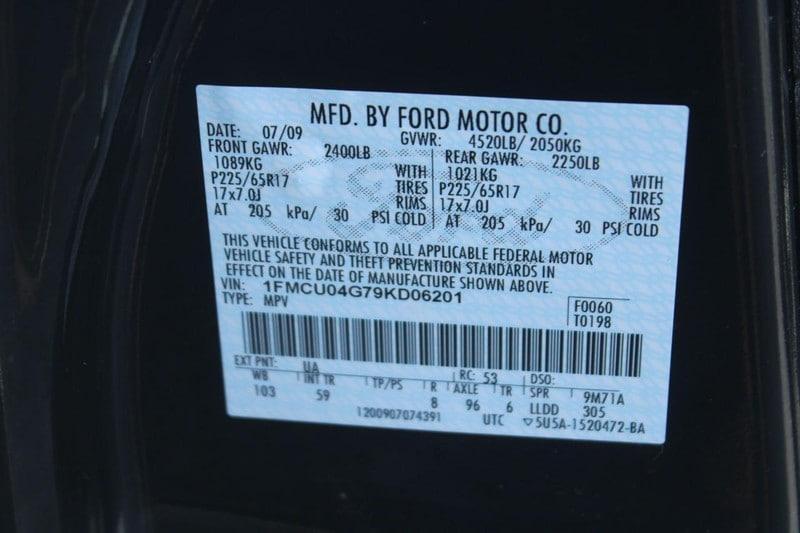 MFD. BY FORD MOTOR CO.
DATE: 07/09 GVWR: 4520LB/ 2050KG
FRONT GAWR: 2400LB REAR GAWR: 2250LB
1089KG WITH 1021KG WITH
P225/65R17 TIRES P225/65R17 TIRES
17x7.0J RIMS 17x7.0J RIMS
AT 205 kPa/ 30 PSI COLD AT 205 kPa/ 30 PSI COLD
THIS VEHICLE CONFORMS TO ALL APPLICABLE FEDERAL MOTOR
VEHICLE SAFETY AND THEFT PREVENTION STANDARDS IN
EFFECT ON THE DATE OF MANUFACTURE SHOWN ABOVE.
VIN: 1FMCU04G79KD06201
TYPE: MPV F0060
T0198
EXT PNT: UA RC: 53 DSO:
WB INT TR TP/PS R AXLE TR SPR 9M71A
103 59 8 96 6 LLDD 305
1200907074391 UTC ▽5U5A-1520472-BA